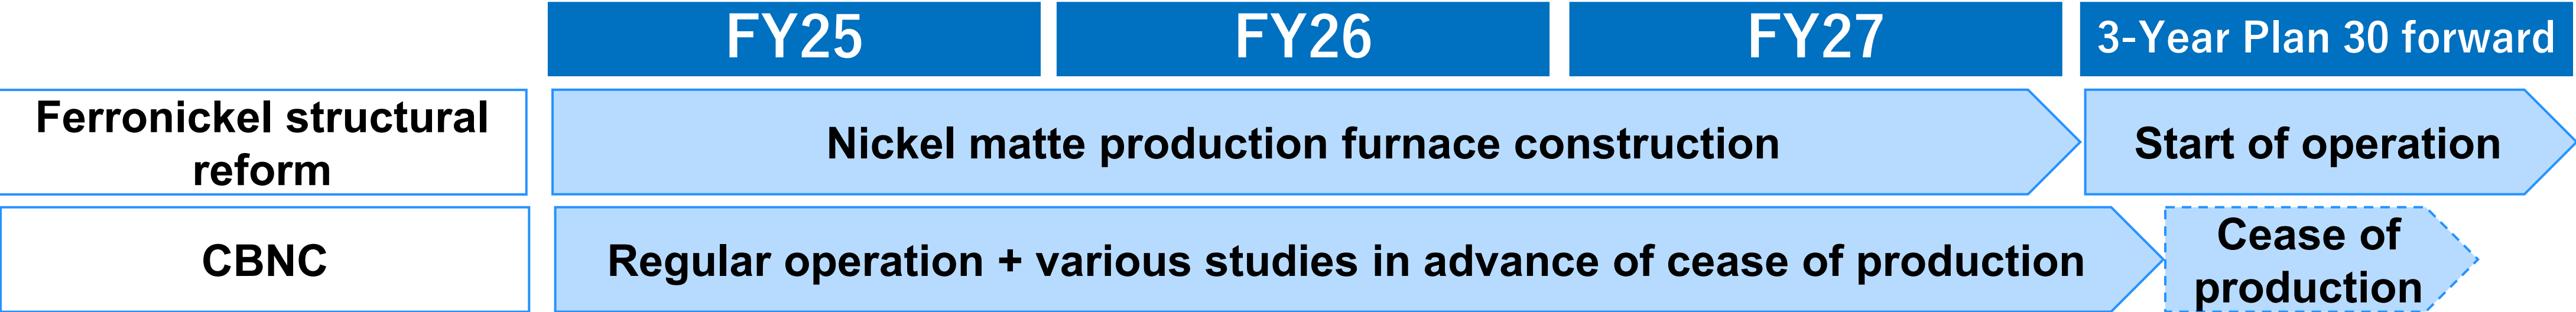 FY25 FY26 FY27 3-Year Plan 30 forward
Ferronickel structural
reform
Nickel matte production furnace construction
Start of operation
CBNC
Regular operation + various studies in advance of cease of production
Cease of
production